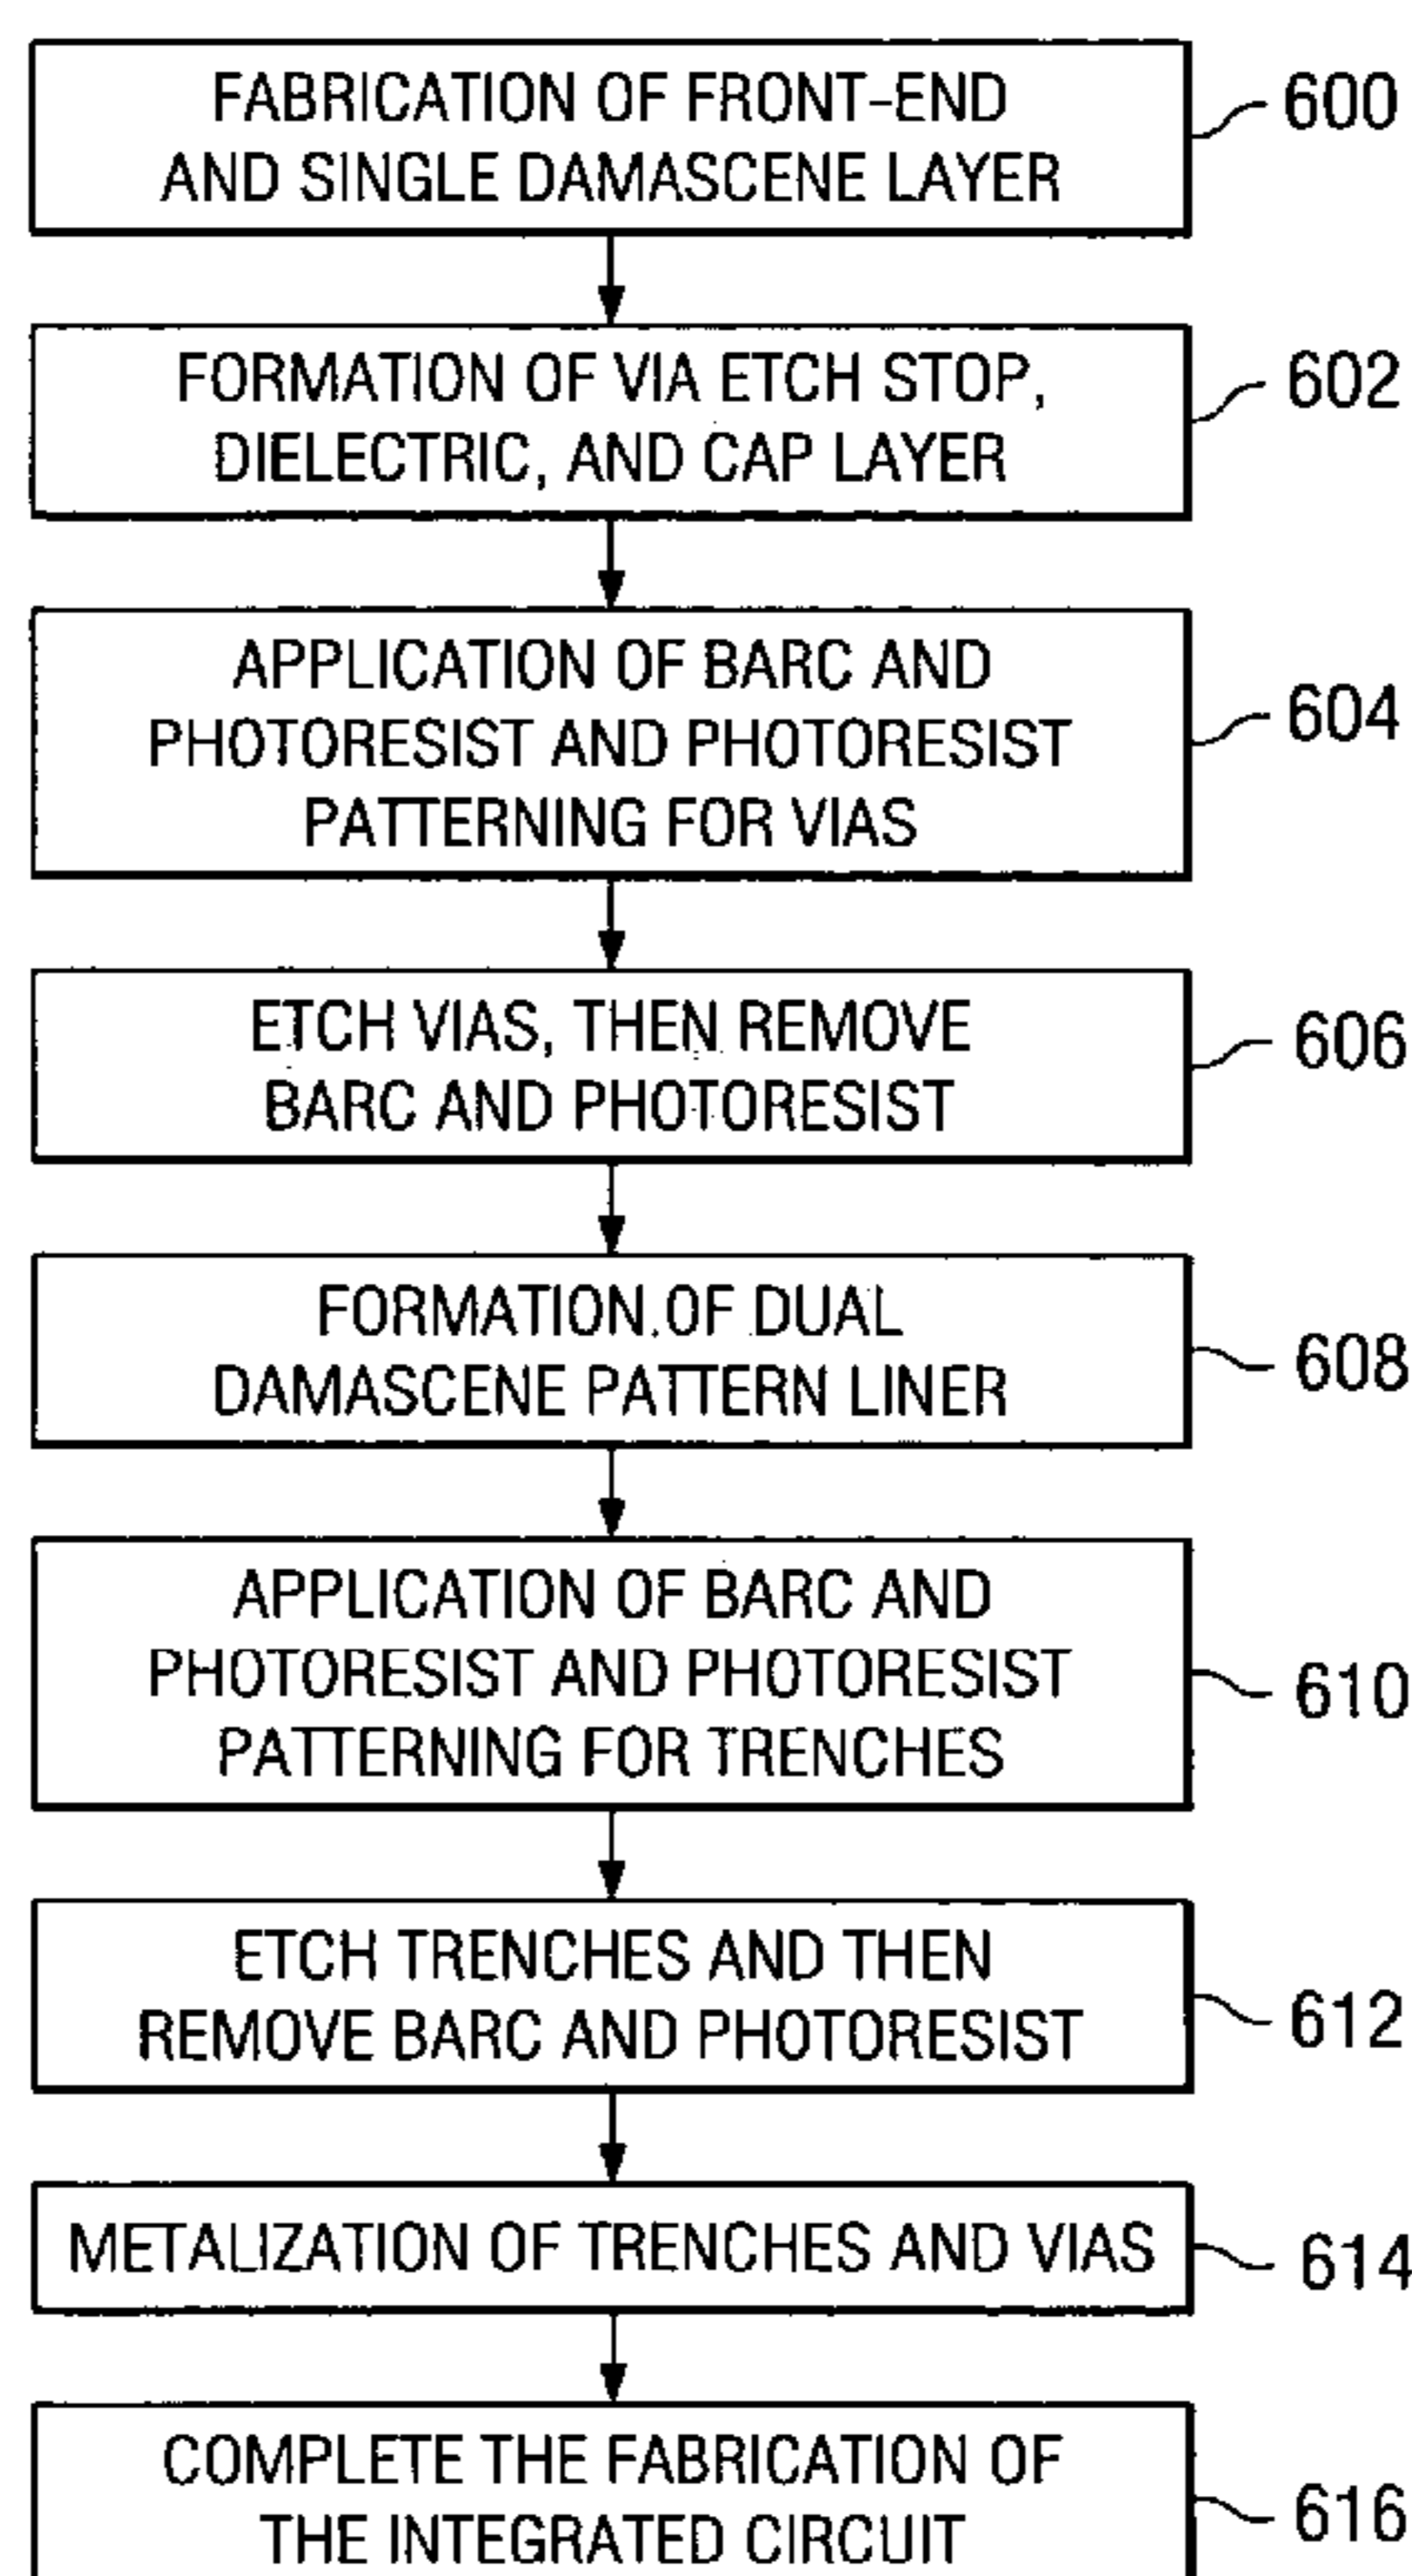 FABRICATION OF FRONT-END
AND SINGLE DAMASCENE LAYER
600
FORMATION OF VIA ETCH STOP,
DIELECTRIC, AND CAP LAYER
602
APPLICATION OF BARC AND
PHOTORESIST AND PHOTORESIST
PATTERNING FOR VIAS
604
ETCH VIAS, THEN REMOVE
BARC AND PHOTORESIST
606
FORMATION OF DUAL
DAMASCENE PATTERN LINER
608
APPLICATION OF BARC AND
PHOTORESIST AND PHOTORESIST
PATTERNING FOR TRENCHES
610
ETCH TRENCHES AND THEN
REMOVE BARC AND PHOTORESIST
612
METALIZATION OF TRENCHES AND VIAS
614
COMPLETE THE FABRICATION OF
THE INTEGRATED CIRCUIT
616